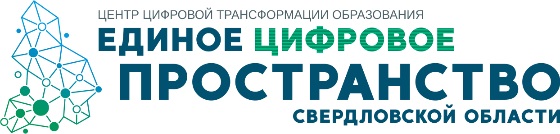 ЦЕНТР ЦИФРОВОЙ ТРАНСФОРМАЦИИ ОБРАЗОВАНИЯ
ЕДИНОЕ ЦИФРОВОЕ
ПРОСТРАНСТВО
СВЕРДЛОВСКОЙ ОБЛАСТИ